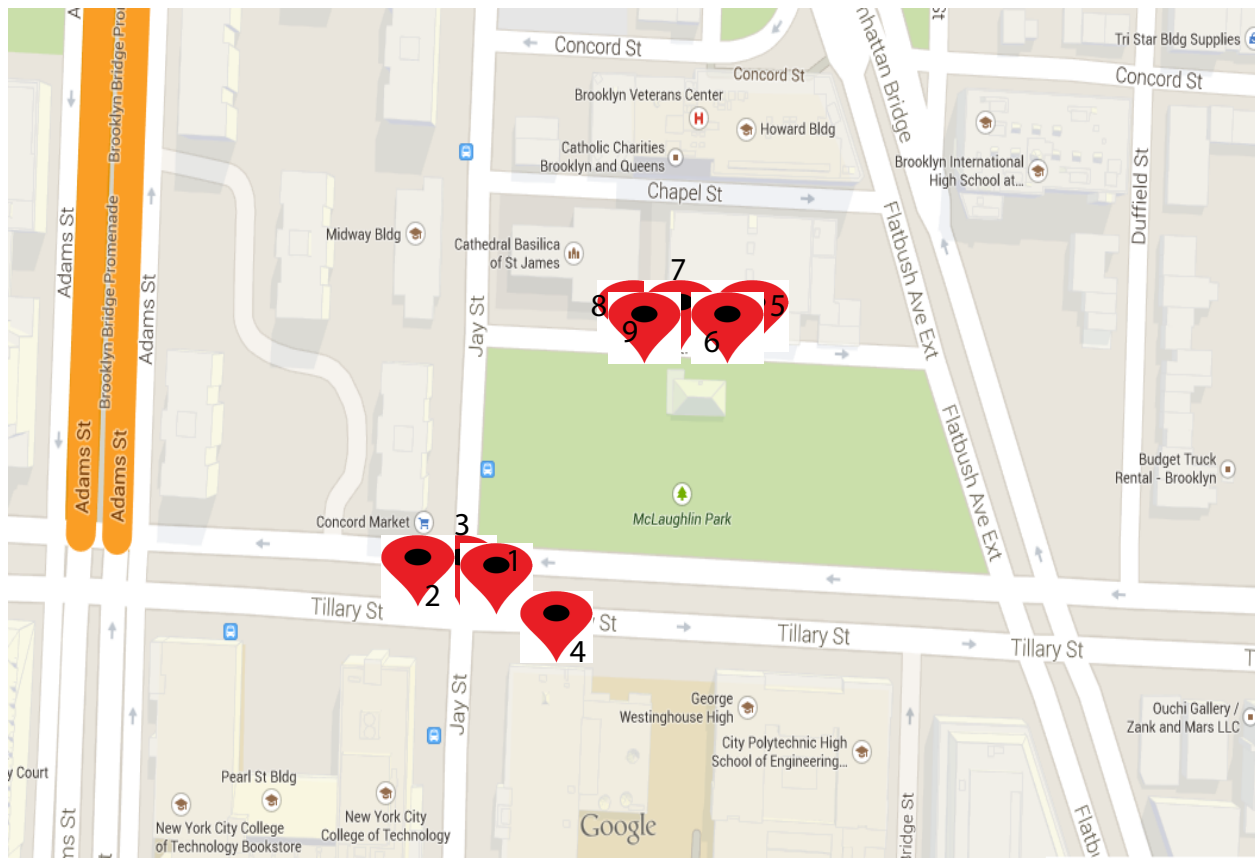 Concord St
Concord St
Tri Star Bldg Supplies
Concord St
Brooklyn Bridge Promenade
Brooklyn Veterans Center
Howard Bldg
Catholic Charities
Brooklyn and Queens
Manhattan Bridge
Brooklyn International
High School at...
Chapel St
Duffield St
Adams St
Brooklyn Bridge Promenade
Adams St
Midway Bldg
Cathedral Basilica
of St James
Flatbush Ave Ext
Jay St
7
8
5
9
6
Flatbush Ave Ext
Adams St
Adams St
Budget Truck
Rental - Brooklyn
McLaughlin Park
Concord Market
3
1
2
4
Tillary St
St
Tillary St
Tillary St
Jay St
George
Westinghouse High
City Polytechnic High
School of Engineering...
Ouchi Gallery /
Zank and Mars LLC
y Court
Pearl St Bldg
New York City College
of Technology Bookstore
New York City
College of Technology
Google
ridge St
Flatbu
ms St